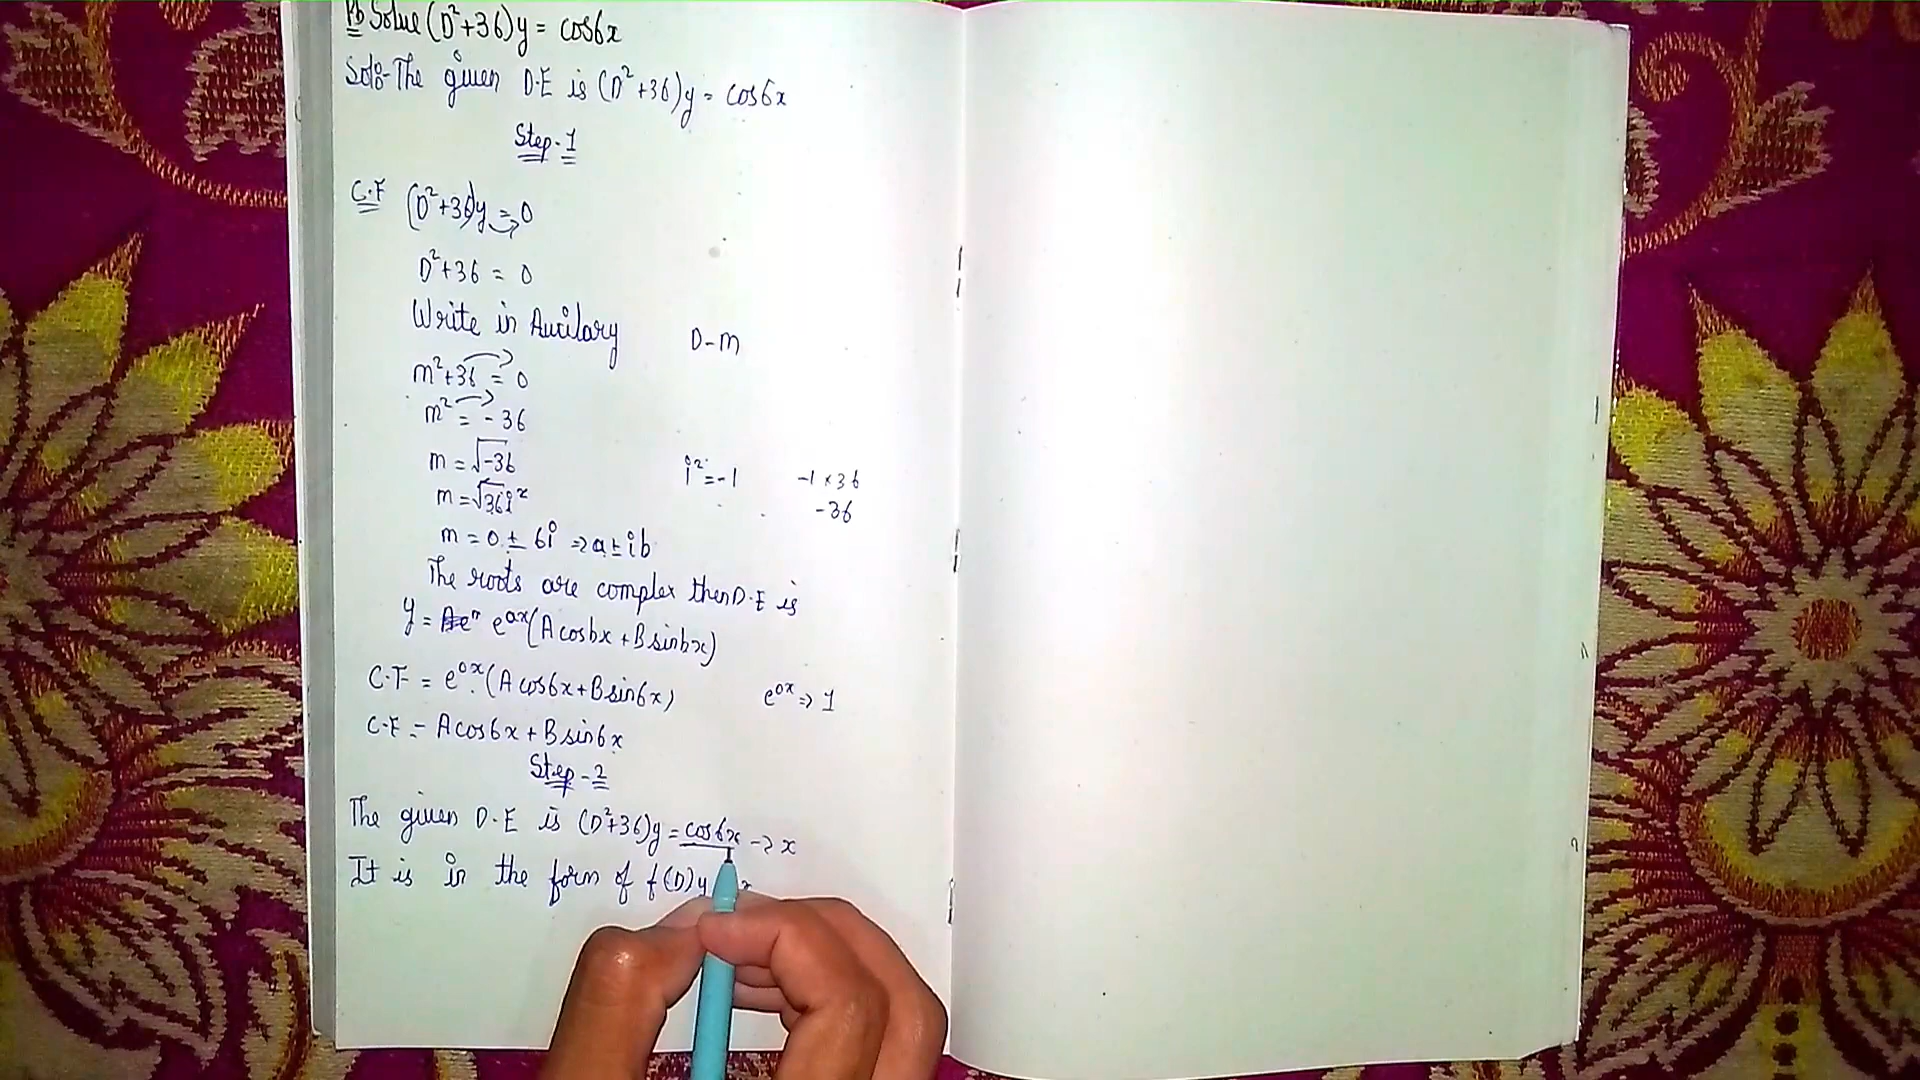 Pb Solve (D²+36)y = cos6x
Sol:- The given D.E is (D²+36)y = cos6x
Step-1
C.F (D²+36)y = 0
D²+36 = 0
Write in Auxilary D-m
m²+36 = 0
m² = -36
m = √-36 i²=-1 -1×36
m = √36i² -36
m = 0 ± 6i ⇒ a±ib
The roots are complex then D.E is
y = e^ax (A cosbx + B sinbx)
C.F = e^0x (A cos6x + B sin6x) e^0x ⇒ 1
C.F = A cos6x + B sin6x
Step-2
The given D.E is (D²+36)y = cos6x → x
It is in the form of f(D)y